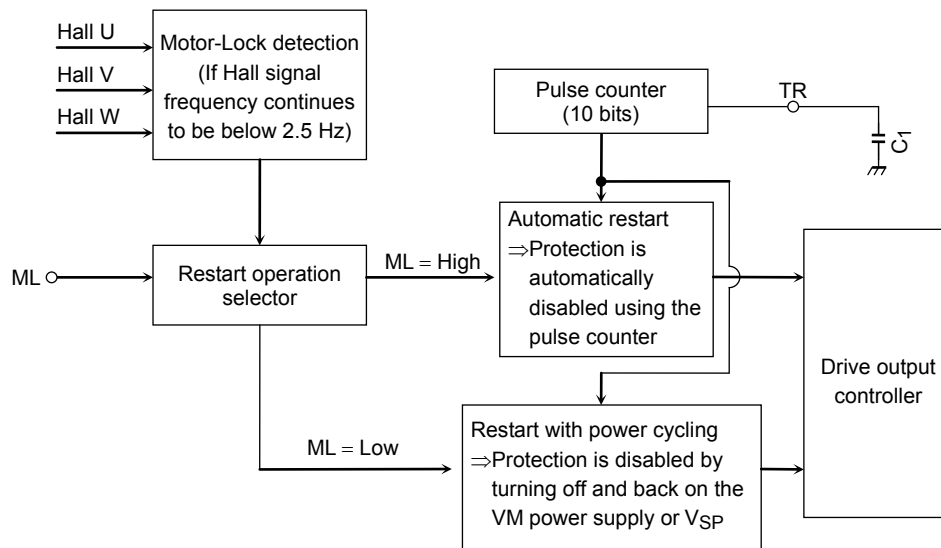 Hall U
Hall V
Hall W
Motor-Lock detection
(If Hall signal
frequency continues
to be below 2.5 Hz)
Pulse counter
(10 bits)
TR
C1
ML
Restart operation
selector
ML = High
Automatic restart
⇒Protection is
automatically
disabled using the
pulse counter
Drive output
controller
ML = Low
Restart with power cycling
⇒Protection is disabled by
turning off and back on the
VM power supply or VSP